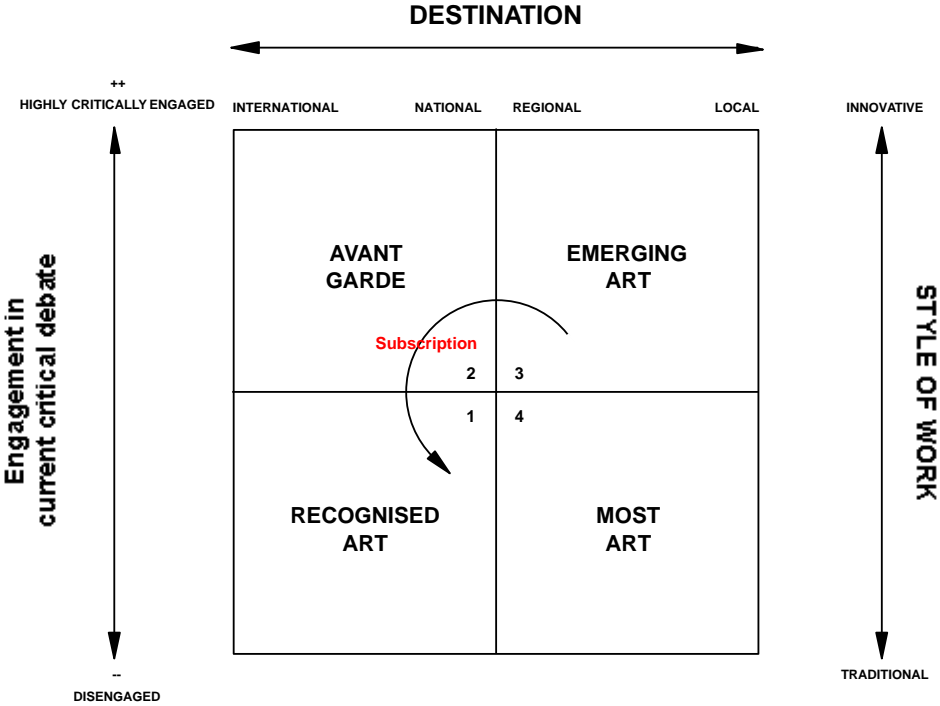 DESTINATION
++
HIGHLY CRITICALLY ENGAGED
INTERNATIONAL
NATIONAL
REGIONAL
LOCAL
INNOVATIVE
AVANT
GARDE
EMERGING
ART
Engagement in
current critical debate
STYLE OF WORK
Subscription
2
3
1
4
RECOGNISED
ART
MOST
ART
--
DISENGAGED
TRADITIONAL